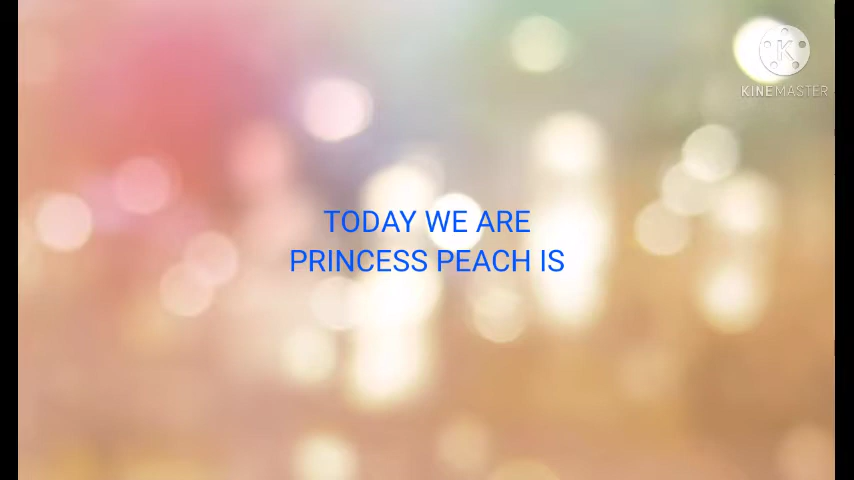 KINEMASTER
TODAY WE ARE
PRINCESS PEACH IS